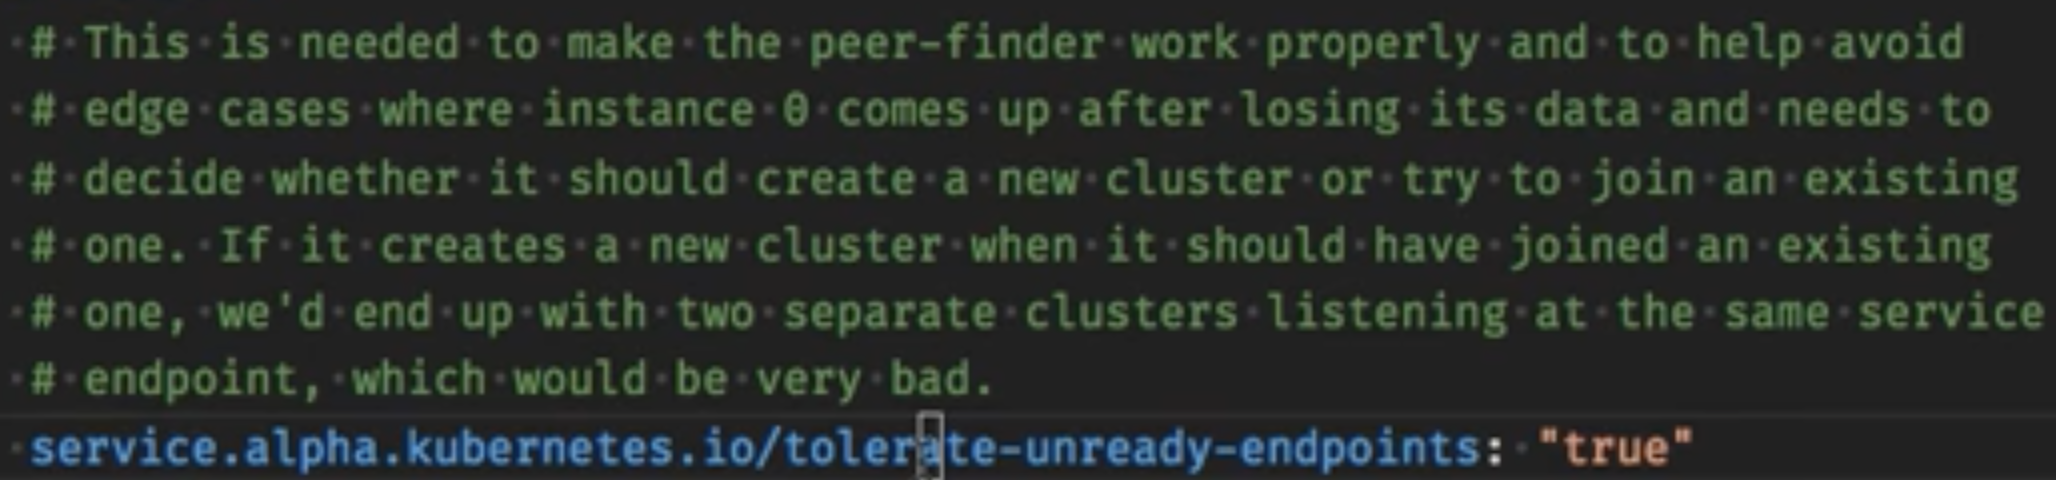 # This is needed to make the peer-finder work properly and to help avoid
# edge cases where instance 0 comes up after losing its data and needs to
# decide whether it should create a new cluster or try to join an existing
# one. If it creates a new cluster when it should have joined an existing
# one, we'd end up with two separate clusters listening at the same service
# endpoint, which would be very bad.
service.alpha.kubernetes.io/tolerate-unready-endpoints: "true"